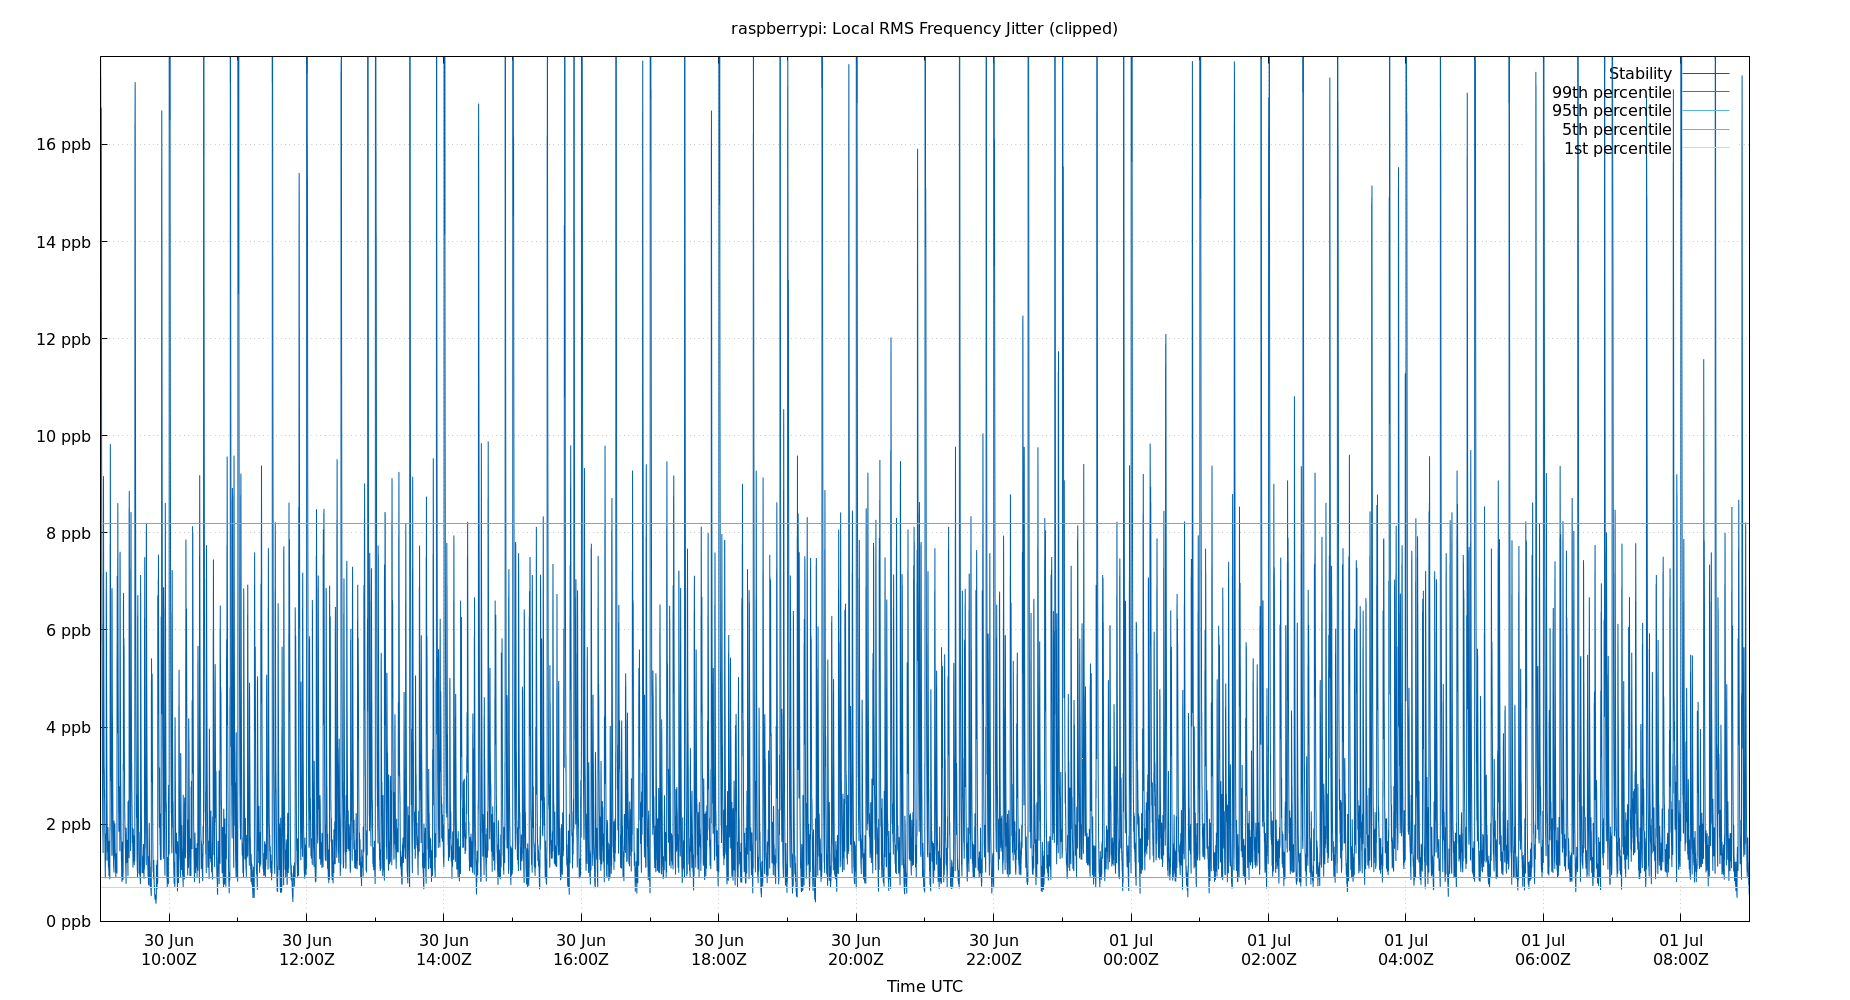 raspberrypi: Local RMS Frequency Jitter (clipped)
Stability
99th percentile
95th percentile
5th percentile
1st percentile
16 ppb
14 ppb
12 ppb
10 ppb
8 ppb
6 ppb
4 ppb
2 ppb
0 ppb
30 Jun 30 Jun 30 Jun 30 Jun 30 Jun 30 Jun 30 Jun 01 Jul 01 Jul 01 Jul 01 Jul 01 Jul
10:00Z 12:00Z 14:00Z 16:00Z 18:00Z 20:00Z 22:00Z 00:00Z 02:00Z 04:00Z 06:00Z 08:00Z
Time UTC